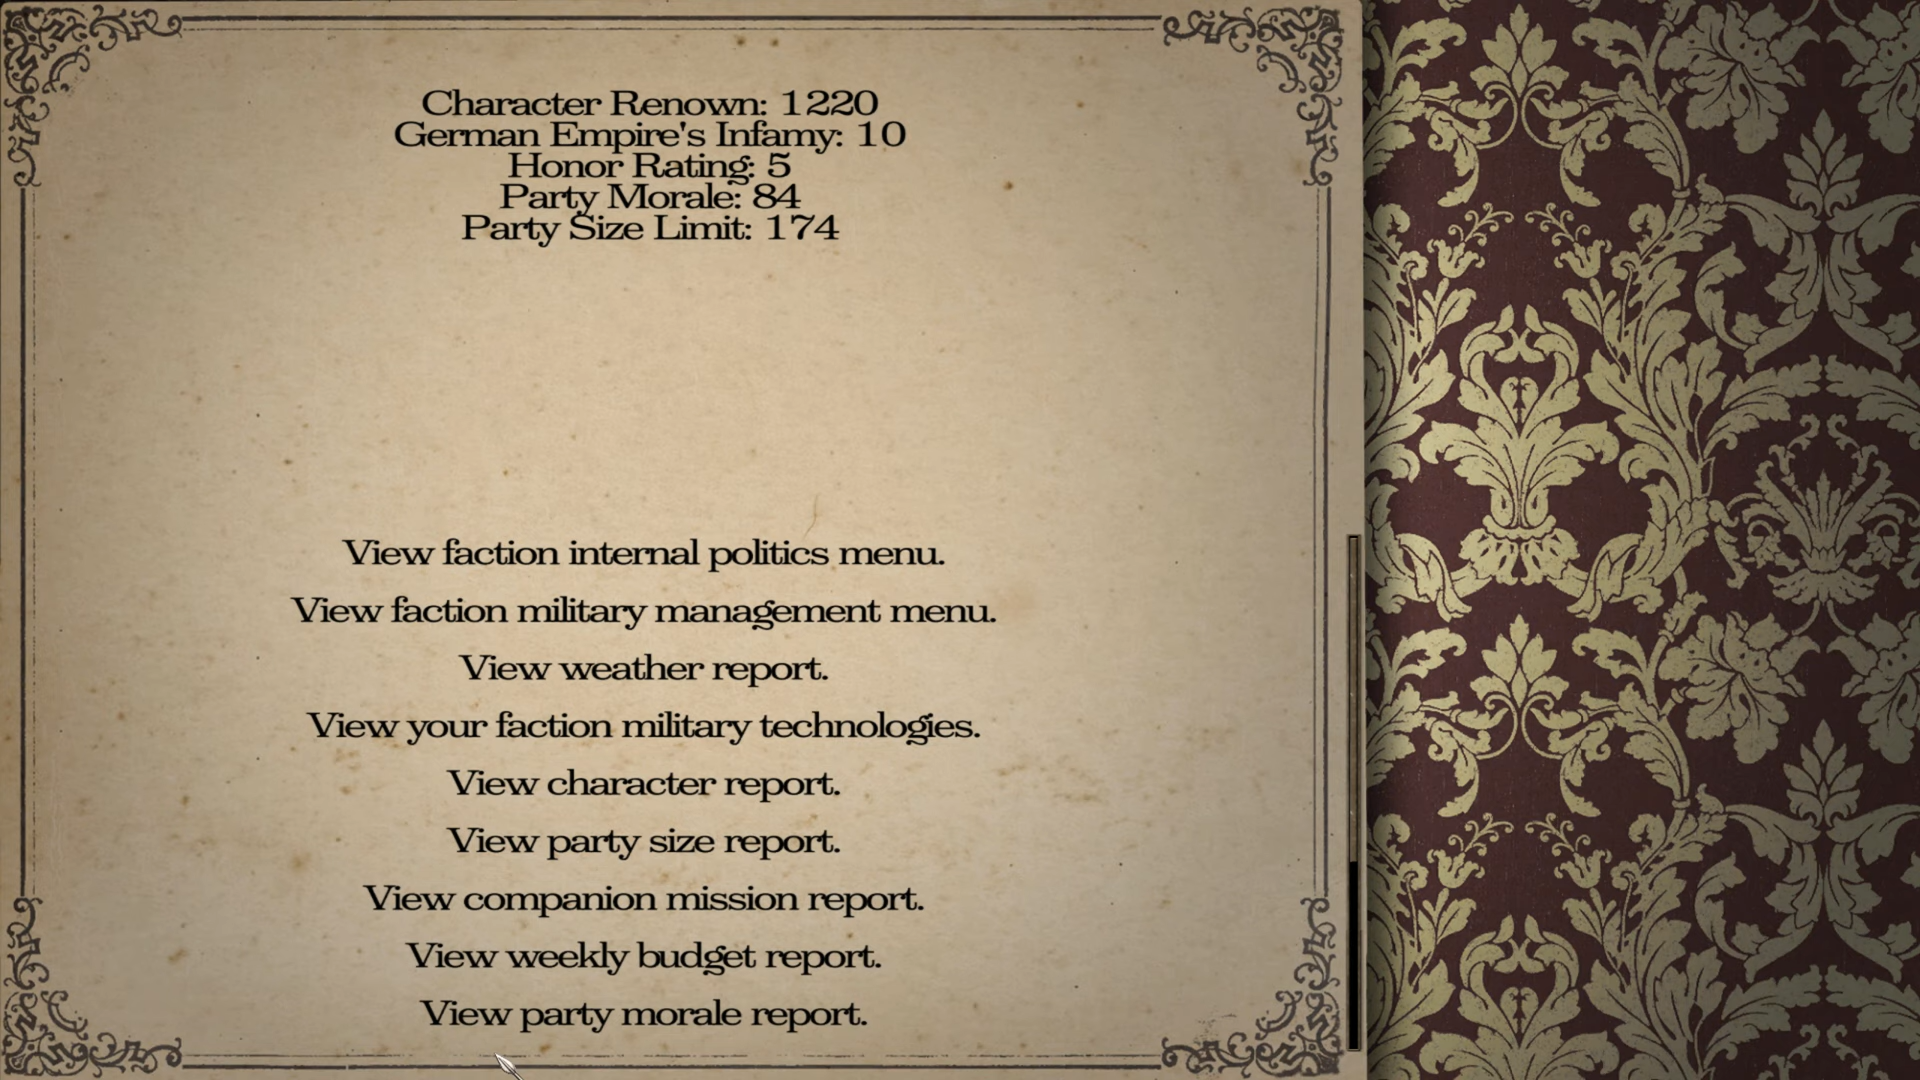 Character Renown: 1220
German Empire's Infamy: 10
Honor Rating: 5
Party Morale: 84
Party Size Limit: 174
View faction internal politics menu.
View faction military management menu.
View weather report.
View your faction military technologies.
View character report.
View party size report.
View companion mission report.
View weekly budget report.
View party morale report.